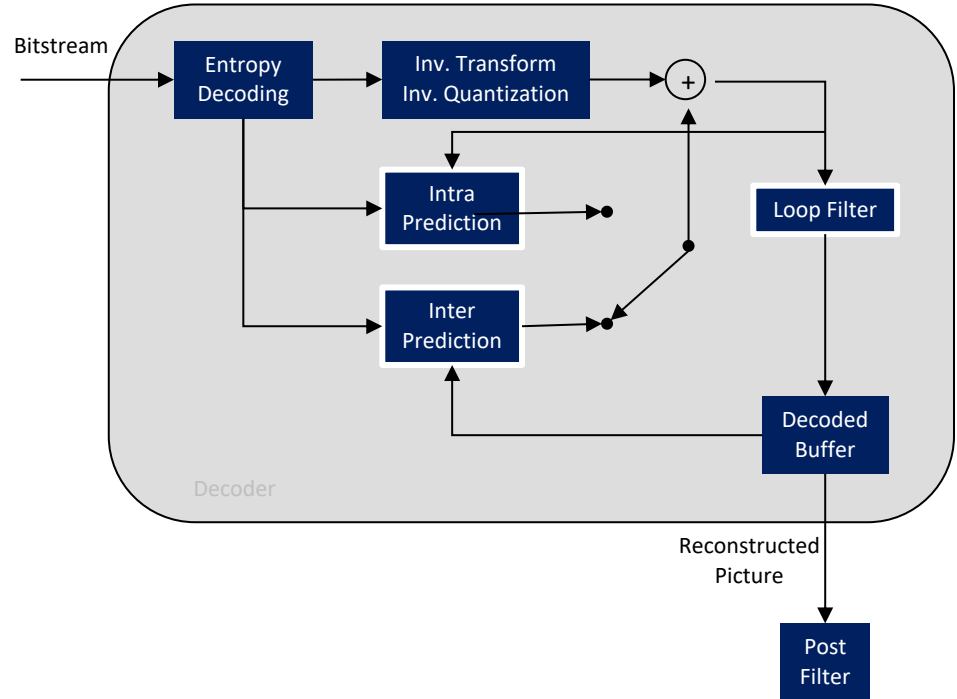 Bitstream
Entropy
Decoding
Inv. Transform
Inv. Quantization
+
Intra
Prediction
Loop Filter
Inter
Prediction
Decoded
Buffer
Decoder
Reconstructed
Picture
Post
Filter